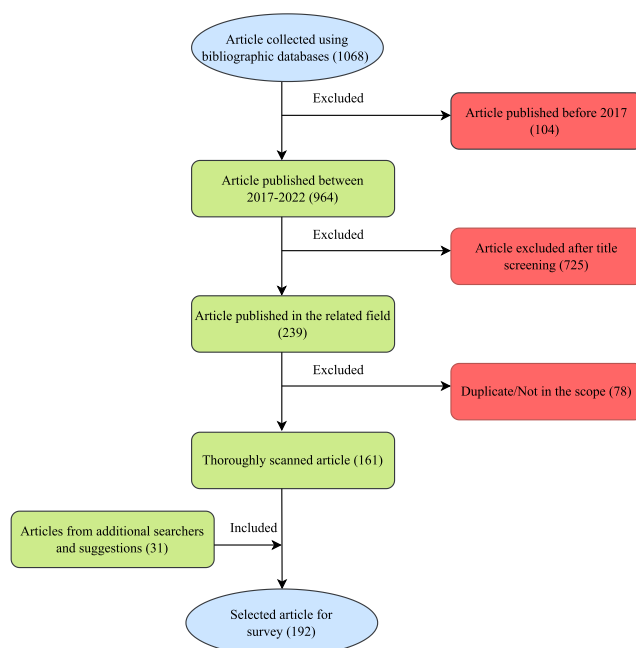 Article collected using
bibliographic databases (1068)
Excluded
Article published before 2017
(104)
Article published between
2017-2022 (964)
Excluded
Article excluded after title
screening (725)
Article published in the related field
(239)
Excluded
Duplicate/Not in the scope (78)
Thoroughly scanned article (161)
Articles from additional searchers
and suggestions (31)
Included
Selected article for
survey (192)